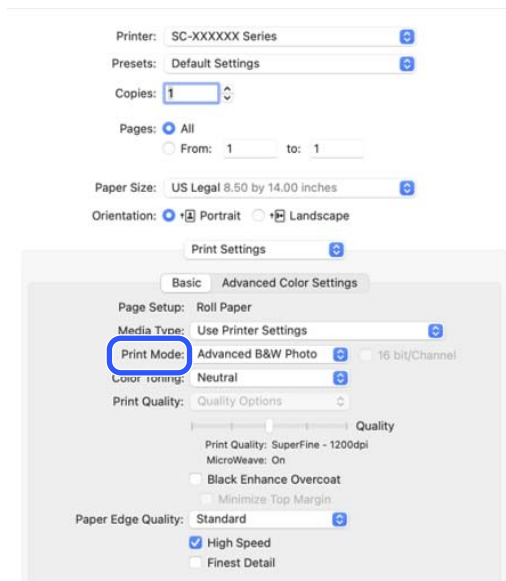 Printer: SC-XXXXXX Series
Presets: Default Settings
Copies: 1
Pages: All
From: 1 to: 1
Paper Size: US Legal 8.50 by 14.00 inches
Orientation: Portrait Landscape
Print Settings
Basic Advanced Color Settings
Page Setup: Roll Paper
Media Type: Use Printer Settings
Print Mode: Advanced B&W Photo 16 bit/Channel
Color Toning: Neutral
Print Quality: Quality Options
Quality
Print Quality: SuperFine - 1200dpi
MicroWeave: On
Black Enhance Overcoat
Minimize Top Margin
Paper Edge Quality: Standard
High Speed
Finest Detail